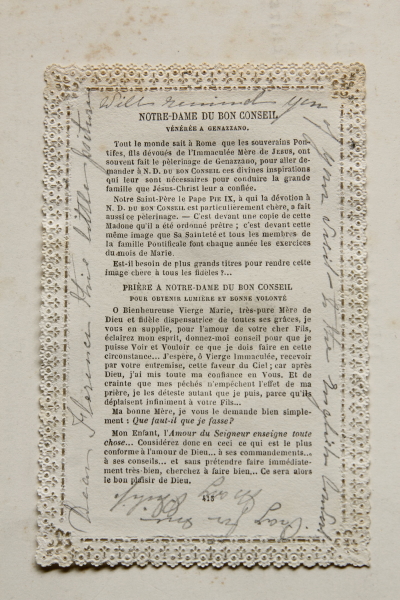 NOTRE-DAME DU BON CONSEIL
VÉNÉRÉE A GENAZZANO.
Tout le monde sait à Rome que les souverains Pon-
tifes, fils dévoués de l'Immaculée Mère de JESUS, ont
souvent fait le pèlerinage de Genazzano, pour aller de-
mander à N. D. DU BON CONSEIL ces divines inspirations
qui leur sont nécessaires pour conduire la grande
famille que Jésus-Christ leur a confiée.
Notre Saint-Père le Pape PIE IX, à qui la dévotion à
N. D. DU BON CONSEIL est particulièrement chère, a fait
aussi ce pèlerinage. — C'est devant une copie de cette
Madone qu'il a été ordonné prêtre ; c'est devant cette
même image que Sa Sainteté et tous les membres de
la famille Pontificale font chaque année les exercices
du mois de Marie.
Est-il besoin de plus grands titres pour rendre cette
image chère à tous les fidèles ?...
PRIÈRE A NOTRE-DAME DU BON CONSEIL
POUR OBTENIR LUMIÈRE ET BONNE VOLONTÉ
O Bienheureuse Vierge Marie, très-pure Mère de
Dieu et fidèle dispensatrice de toutes ses grâces, je
vous en supplie, pour l'amour de votre cher Fils,
éclairez mon esprit, donnez-moi conseil pour que je
puisse Voir et Vouloir ce que je dois faire en cette
circonstance... J'espère, ô Vierge Immaculée, recevoir
par votre entremise, cette faveur du Ciel ; car après
Dieu, j'ai mis toute ma confiance en Vous. Et de
crainte que mes péchés n'empêchent l'effet de ma
prière, je les déteste autant que je puis, parce qu'ils
déplaisent infiniment à votre Fils...
Ma bonne Mère, je vous le demande bien simple-
ment : Que faut-il que je fasse?
Mon Enfant, l'Amour du Seigneur enseigne toute
chose... Considérez donc en ceci ce qui est le plus
conforme à l'amour de Dieu... à ses commandements...
à ses conseils... et sans prétendre faire immédiate-
ment très-bien, cherchez à faire bien... Ce sera alors
le bon plaisir de Dieu.
415
Dear Florence this little picture
Will remind you
of your visit to the English
Pray for